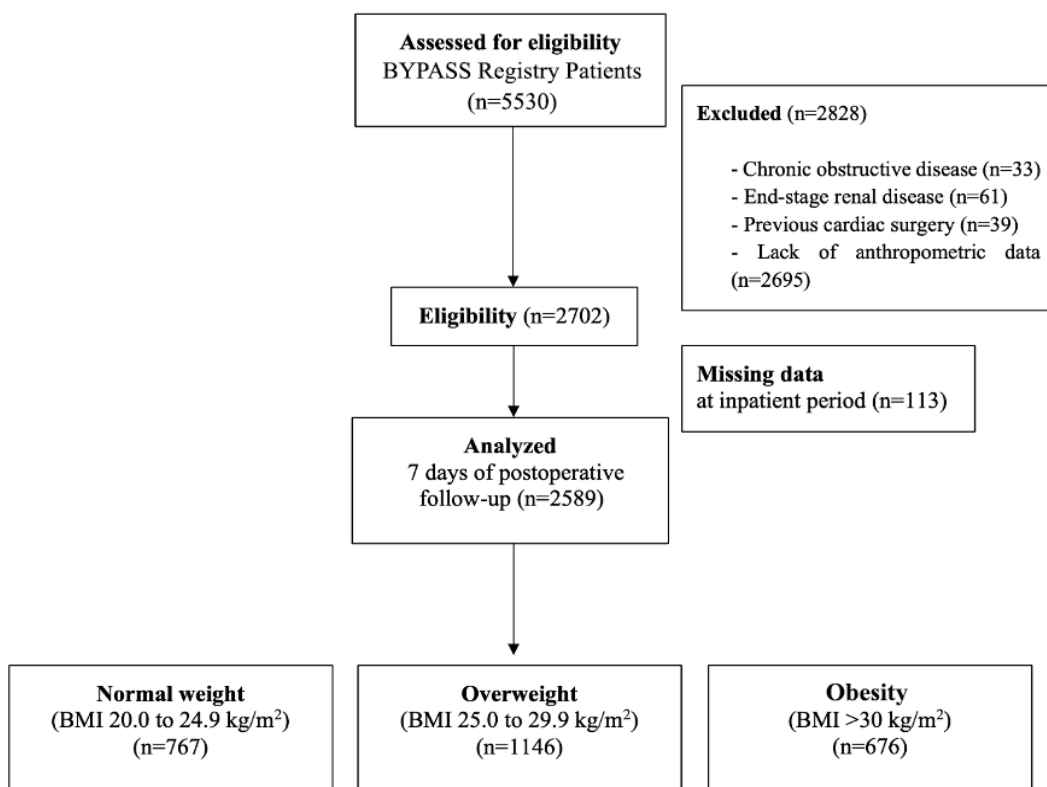 Assessed for eligibility
BYPASS Registry Patients
(n=5530)
Excluded (n=2828)
- Chronic obstructive disease (n=33)
- End-stage renal disease (n=61)
- Previous cardiac surgery (n=39)
- Lack of anthropometric data
(n=2695)
Eligibility (n=2702)
Missing data
at inpatient period (n=113)
Analyzed
7 days of postoperative
follow-up (n=2589)
Normal weight
(BMI 20.0 to 24.9 kg/m²)
(n=767)
Overweight
(BMI 25.0 to 29.9 kg/m²)
(n=1146)
Obesity
(BMI >30 kg/m²)
(n=676)